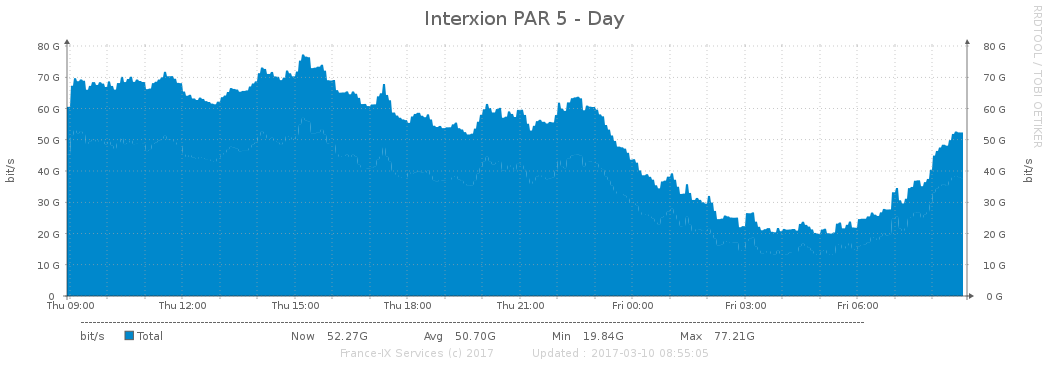 Interxion PAR 5 - Day
RRDTOOL / TOBI OETIKER
bit/s
80 G
70 G
60 G
50 G
40 G
30 G
20 G
10 G
0
80 G
70 G
60 G
50 G
40 G
30 G
20 G
10 G
0 G
bit/s
Thu 09:00 Thu 12:00 Thu 15:00 Thu 18:00 Thu 21:00 Fri 00:00 Fri 03:00 Fri 06:00
bit/s Total Now 52.27G Avg 50.70G Min 19.84G Max 77.21G
France-IX Services (c) 2017 Updated : 2017-03-10 08:55:05